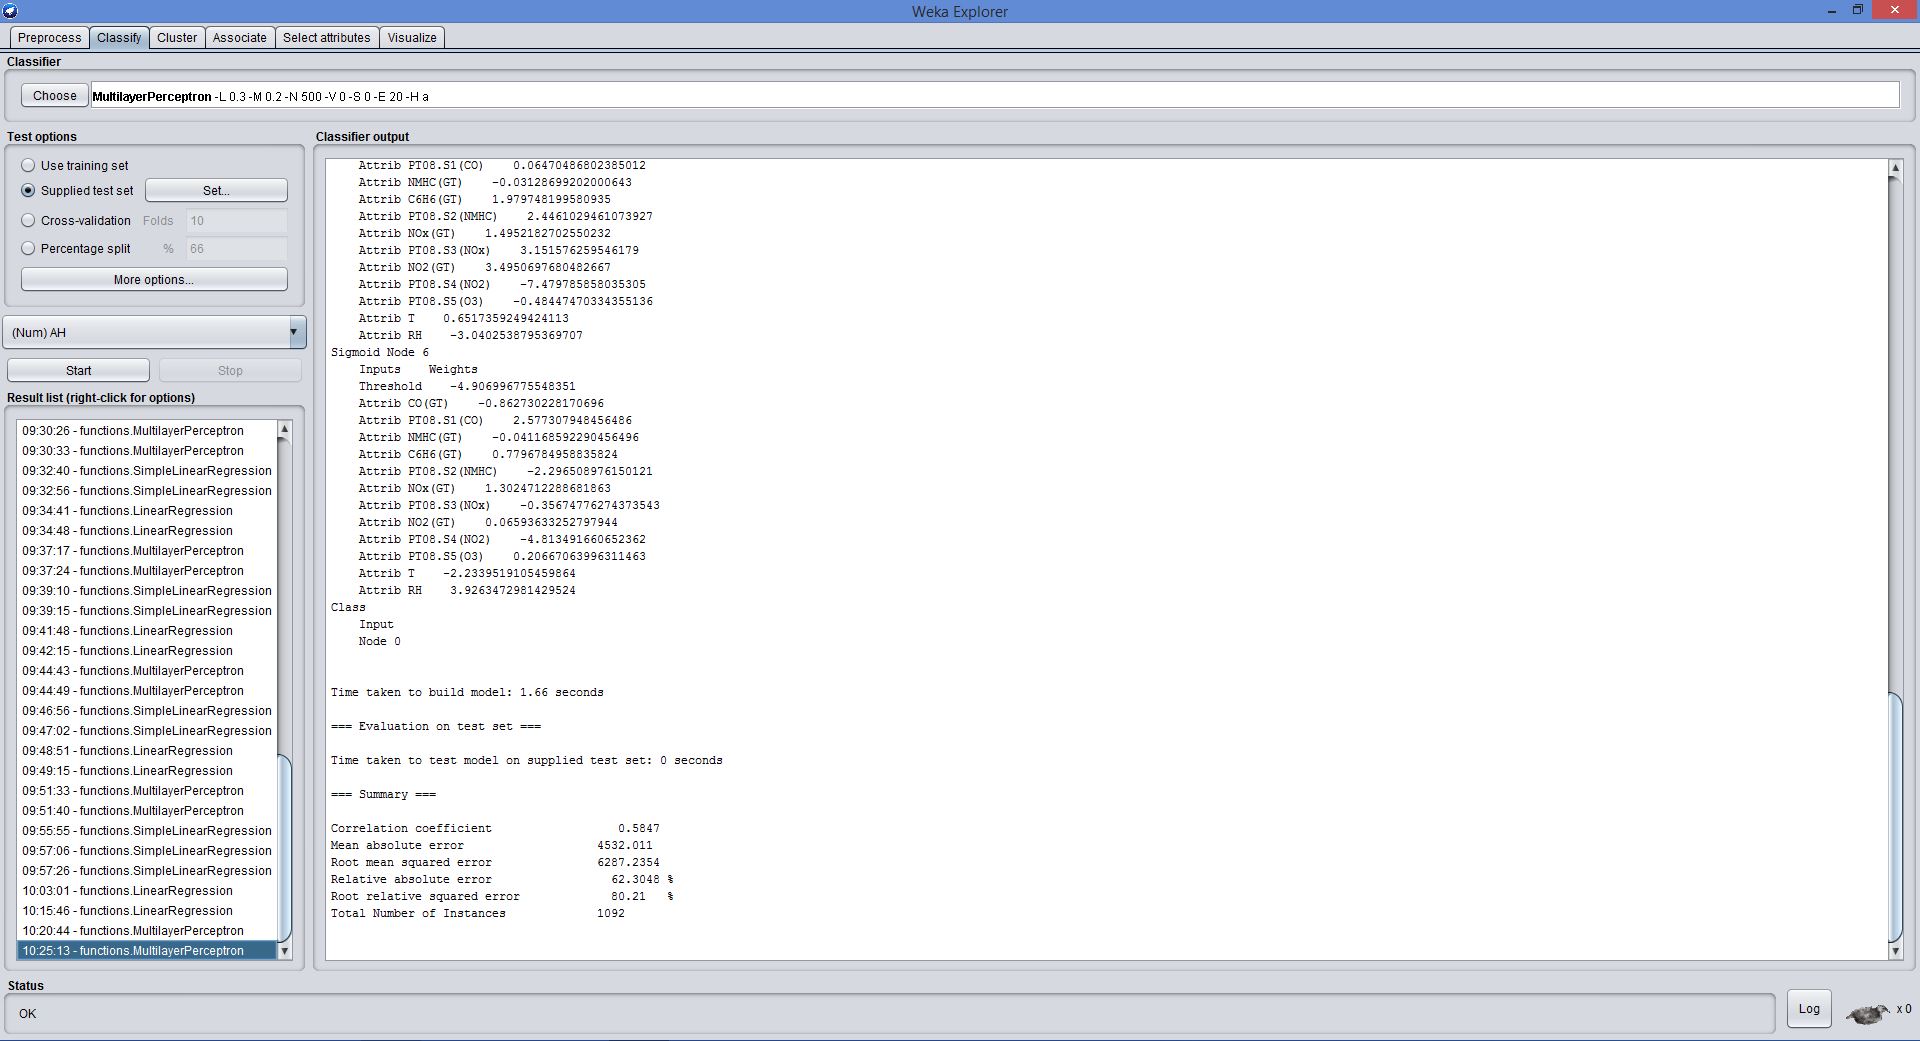 Weka Explorer
Preprocess Classify Cluster Associate Select attributes Visualize
Classifier
Choose MultilayerPerceptron -L 0.3 -M 0.2 -N 500 -V 0 -S 0 -E 20 -H a
Test options
Use training set
Supplied test set Set...
Cross-validation Folds 10
Percentage split % 66
More options...
(Num) AH
Start Stop
Result list (right-click for options)
09:30:26 - functions.MultilayerPerceptron
09:30:33 - functions.MultilayerPerceptron
09:32:40 - functions.SimpleLinearRegression
09:32:56 - functions.SimpleLinearRegression
09:34:41 - functions.LinearRegression
09:34:48 - functions.LinearRegression
09:37:17 - functions.MultilayerPerceptron
09:37:24 - functions.MultilayerPerceptron
09:39:10 - functions.SimpleLinearRegression
09:39:15 - functions.SimpleLinearRegression
09:41:48 - functions.LinearRegression
09:42:15 - functions.LinearRegression
09:44:43 - functions.MultilayerPerceptron
09:44:49 - functions.MultilayerPerceptron
09:46:56 - functions.SimpleLinearRegression
09:47:02 - functions.SimpleLinearRegression
09:48:51 - functions.LinearRegression
09:49:15 - functions.LinearRegression
09:51:33 - functions.MultilayerPerceptron
09:51:40 - functions.MultilayerPerceptron
09:55:55 - functions.SimpleLinearRegression
09:57:06 - functions.SimpleLinearRegression
09:57:26 - functions.SimpleLinearRegression
10:03:01 - functions.LinearRegression
10:15:46 - functions.LinearRegression
10:20:44 - functions.MultilayerPerceptron
10:25:13 - functions.MultilayerPerceptron
Classifier output
Attrib PT08.S1(CO) 0.06470486802385012
Attrib NMHC(GT) -0.03128699202000643
Attrib C6H6(GT) 1.979748199580935
Attrib PT08.S2(NMHC) 2.4461029461073927
Attrib NOx(GT) 1.4952182702550232
Attrib PT08.S3(NOx) 3.151576259546179
Attrib NO2(GT) 3.4950697680482667
Attrib PT08.S4(NO2) -7.479785858035305
Attrib PT08.S5(O3) -0.48447470334355136
Attrib T 0.6517359249424113
Attrib RH -3.0402538795369707
Sigmoid Node 6
Inputs Weights
Threshold -4.906996775548351
Attrib CO(GT) -0.862730228170696
Attrib PT08.S1(CO) 2.577307948456486
Attrib NMHC(GT) -0.041168592290456496
Attrib C6H6(GT) 0.7796784958835824
Attrib PT08.S2(NMHC) -2.296508976150121
Attrib NOx(GT) 1.3024712288681863
Attrib PT08.S3(NOx) -0.35674776274373543
Attrib NO2(GT) 0.06593633252797944
Attrib PT08.S4(NO2) -4.813491660652362
Attrib PT08.S5(O3) 0.20667063996311463
Attrib T -2.2339519105459864
Attrib RH 3.9263472981429524
Class
Input
Node 0
Time taken to build model: 1.66 seconds
=== Evaluation on test set ===
Time taken to test model on supplied test set: 0 seconds
=== Summary ===
Correlation coefficient 0.5847
Mean absolute error 4532.011
Root mean squared error 6287.2354
Relative absolute error 62.3048 %
Root relative squared error 80.21 %
Total Number of Instances 1092
Status
OK
Log x 0